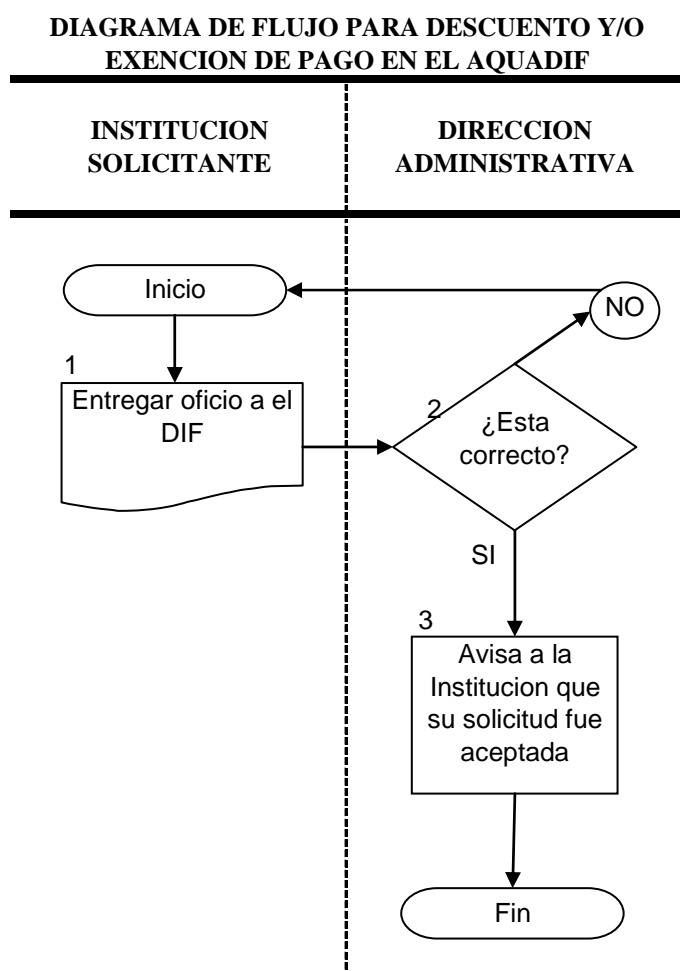 DIAGRAMA DE FLUJO PARA DESCUENTO Y/O
EXENCION DE PAGO EN EL AQUADIF
INSTITUCION
SOLICITANTE
DIRECCION
ADMINISTRATIVA
Inicio
NO
1
Entregar oficio a el
DIF
2
¿Esta
correcto?
SI
3
Avisa a la
Institucion que
su solicitud fue
aceptada
Fin